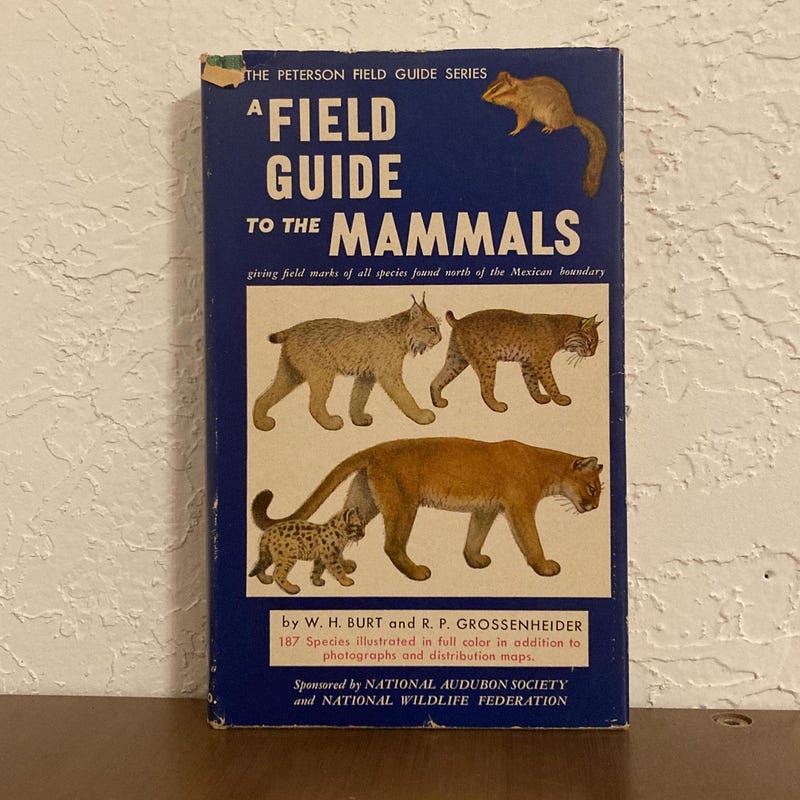 THE PETERSON FIELD GUIDE SERIES
A FIELD
GUIDE
TO THE MAMMALS
giving field marks of all species found north of the Mexican boundary
by W. H. BURT and R. P. GROSSENHEIDER
187 Species illustrated in full color in addition to
photographs and distribution maps.
Sponsored by NATIONAL AUDUBON SOCIETY
and NATIONAL WILDLIFE FEDERATION